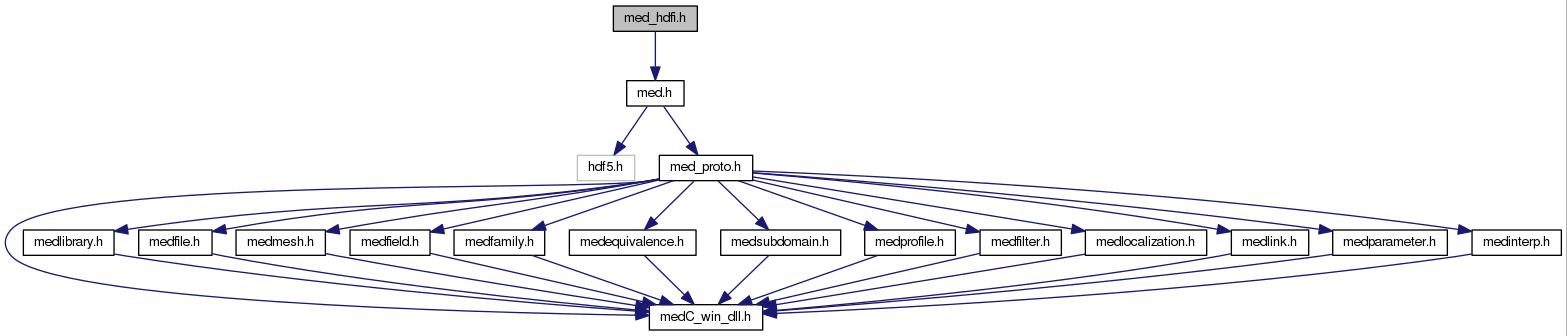 med_hdfi.h
med.h
hdf5.h
med_proto.h
medlibrary.h
medfile.h
medmesh.h
medfield.h
medfamily.h
medequivalence.h
medsubdomain.h
medprofile.h
medfilter.h
medlocalization.h
medlink.h
medparameter.h
medinterp.h
medC_win_dll.h